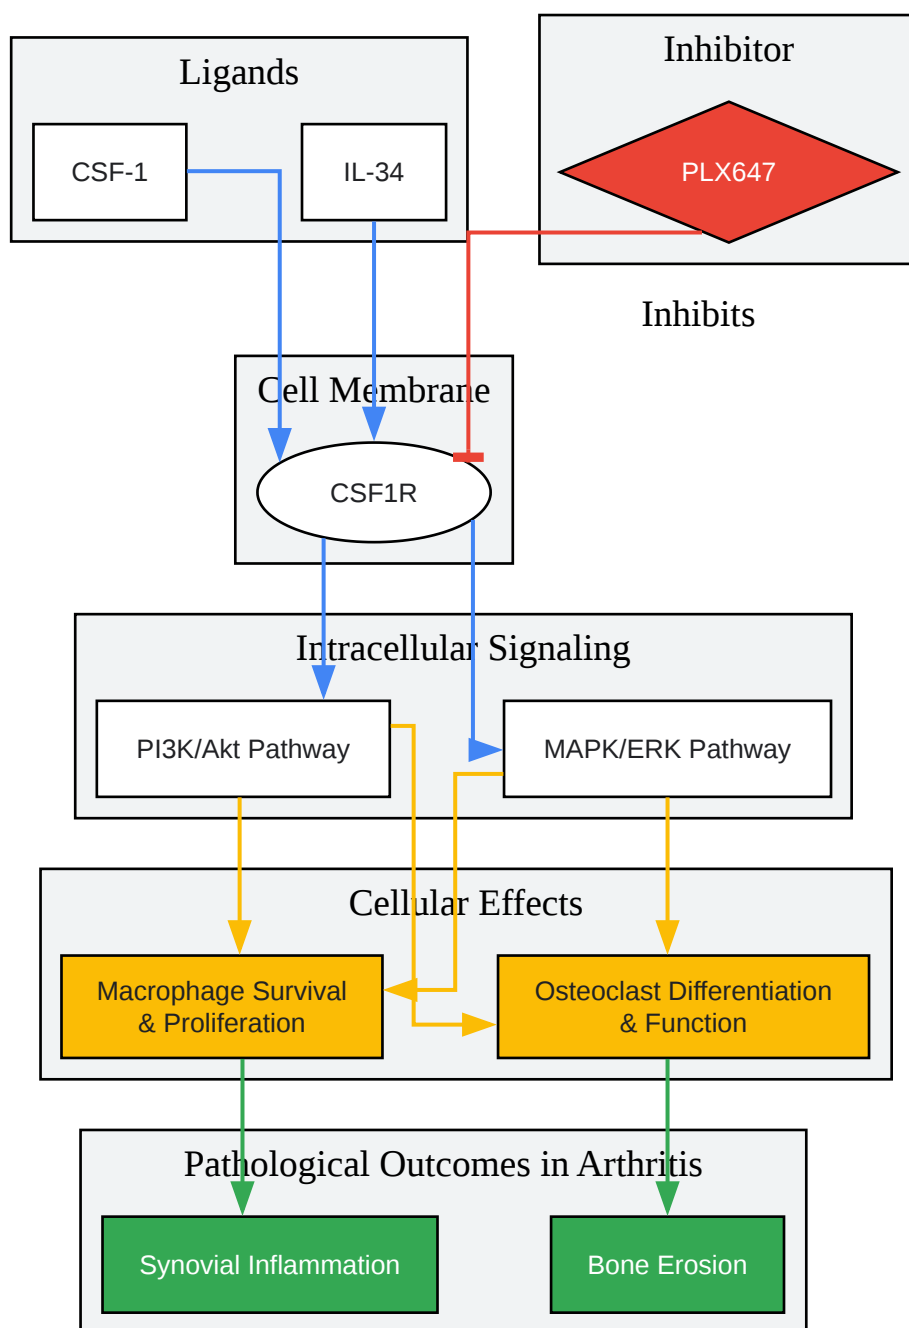 Ligands
CSF-1
IL-34
Inhibitor
PLX647
Inhibits
Cell Membrane
CSF1R
Intracellular Signaling
PI3K/Akt Pathway
MAPK/ERK Pathway
Cellular Effects
Macrophage Survival
& Proliferation
Osteoclast Differentiation
& Function
Pathological Outcomes in Arthritis
Synovial Inflammation
Bone Erosion